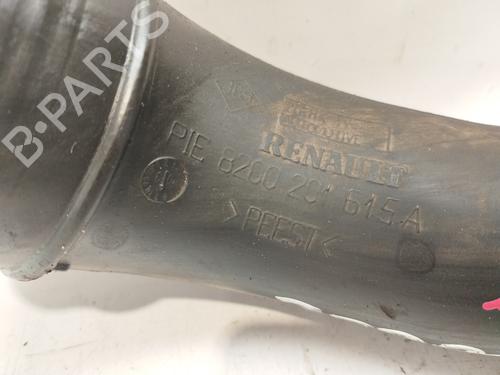 RENAULT
PIE 8200 201 615 A
>PEEST<
B-PARTS